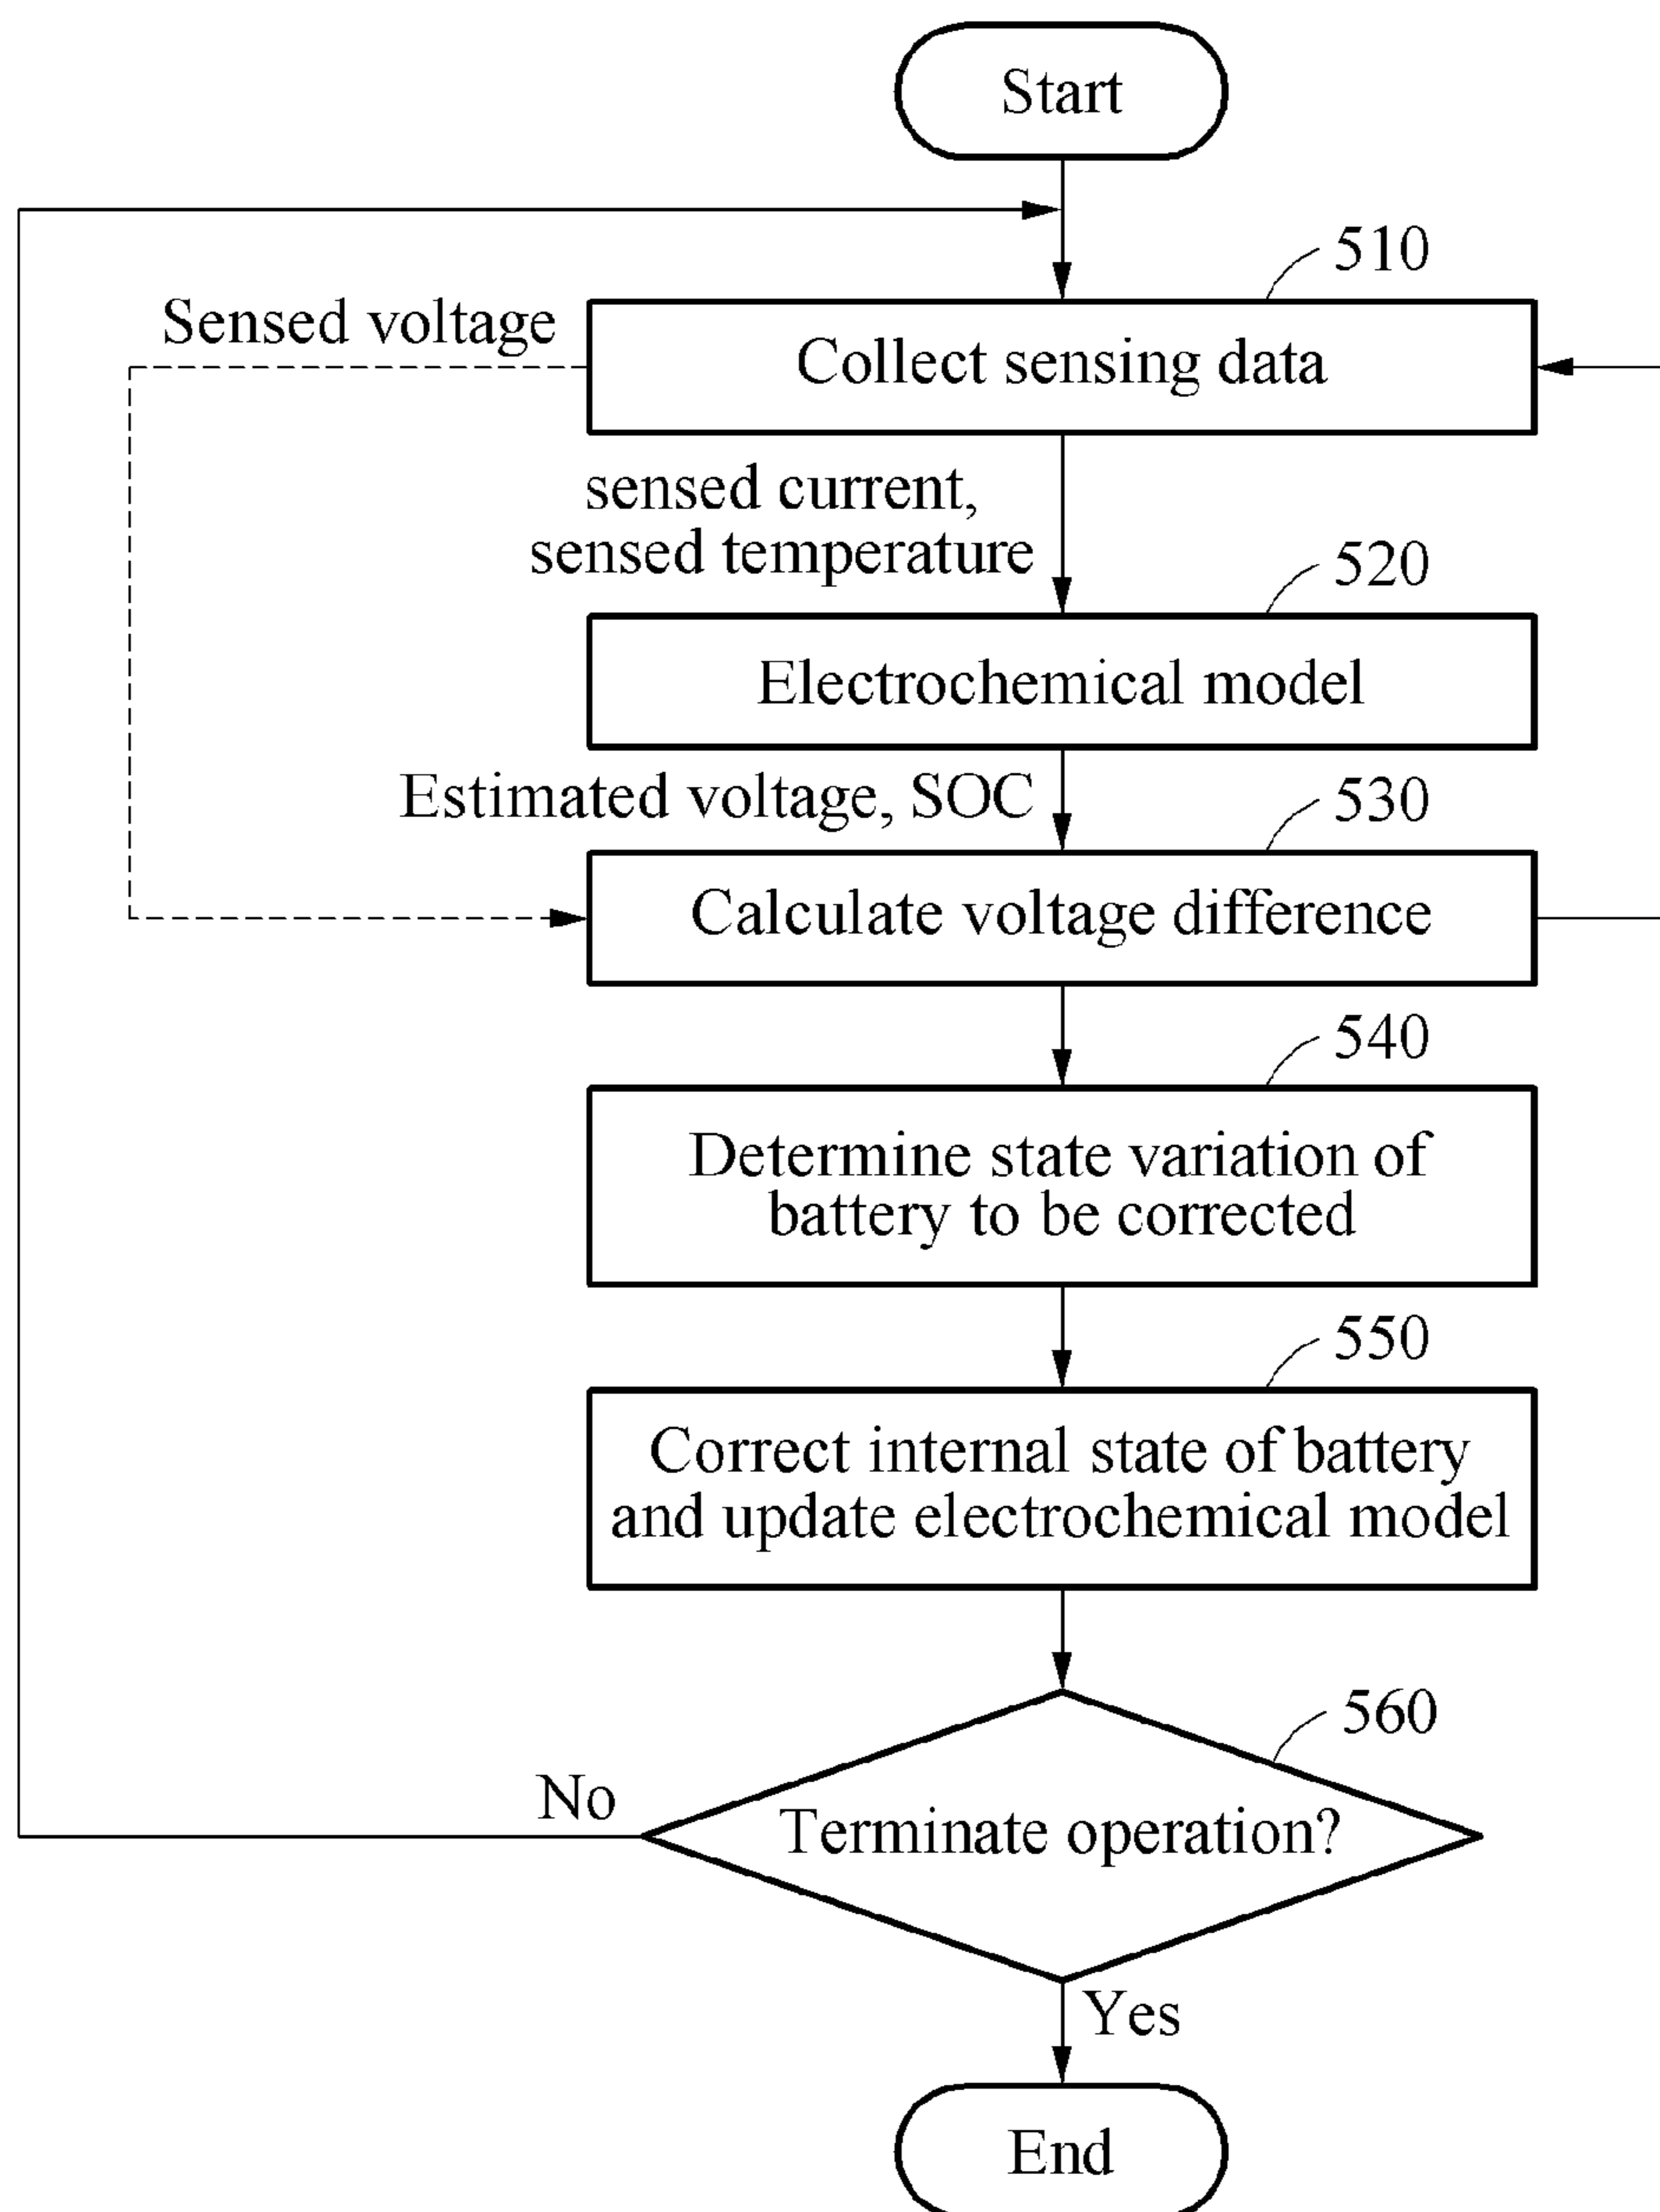 Start
510
Sensed voltage
Collect sensing data
sensed current,
sensed temperature
520
Electrochemical model
Estimated voltage, SOC
530
Calculate voltage difference
540
Determine state variation of
battery to be corrected
550
Correct internal state of battery
and update electrochemical model
560
No
Terminate operation?
Yes
End